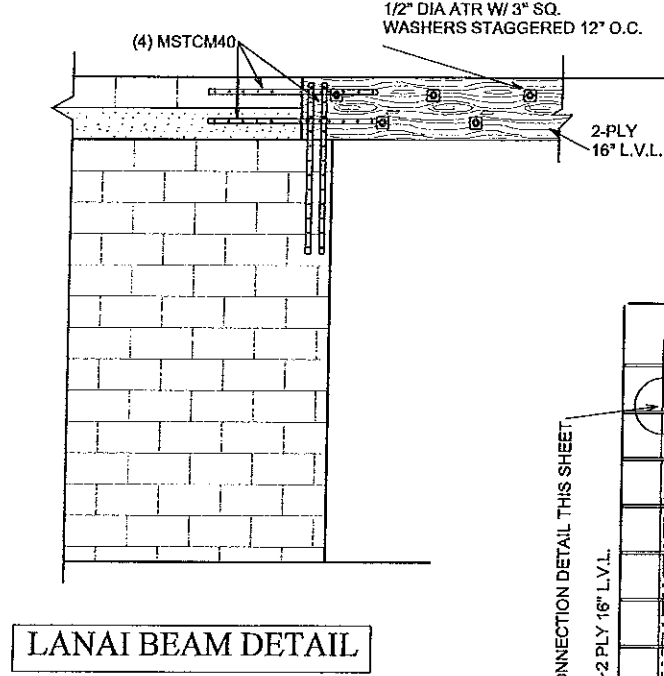 1/2" DIA ATR W/ 3" SQ.
WASHERS STAGGERED 12" O.C.
(4) MSTCM40
2-PLY
16" L.V.L.
LANAI BEAM DETAIL
DETAIL THIS SHEET
2 PLY 16" L.V.L.